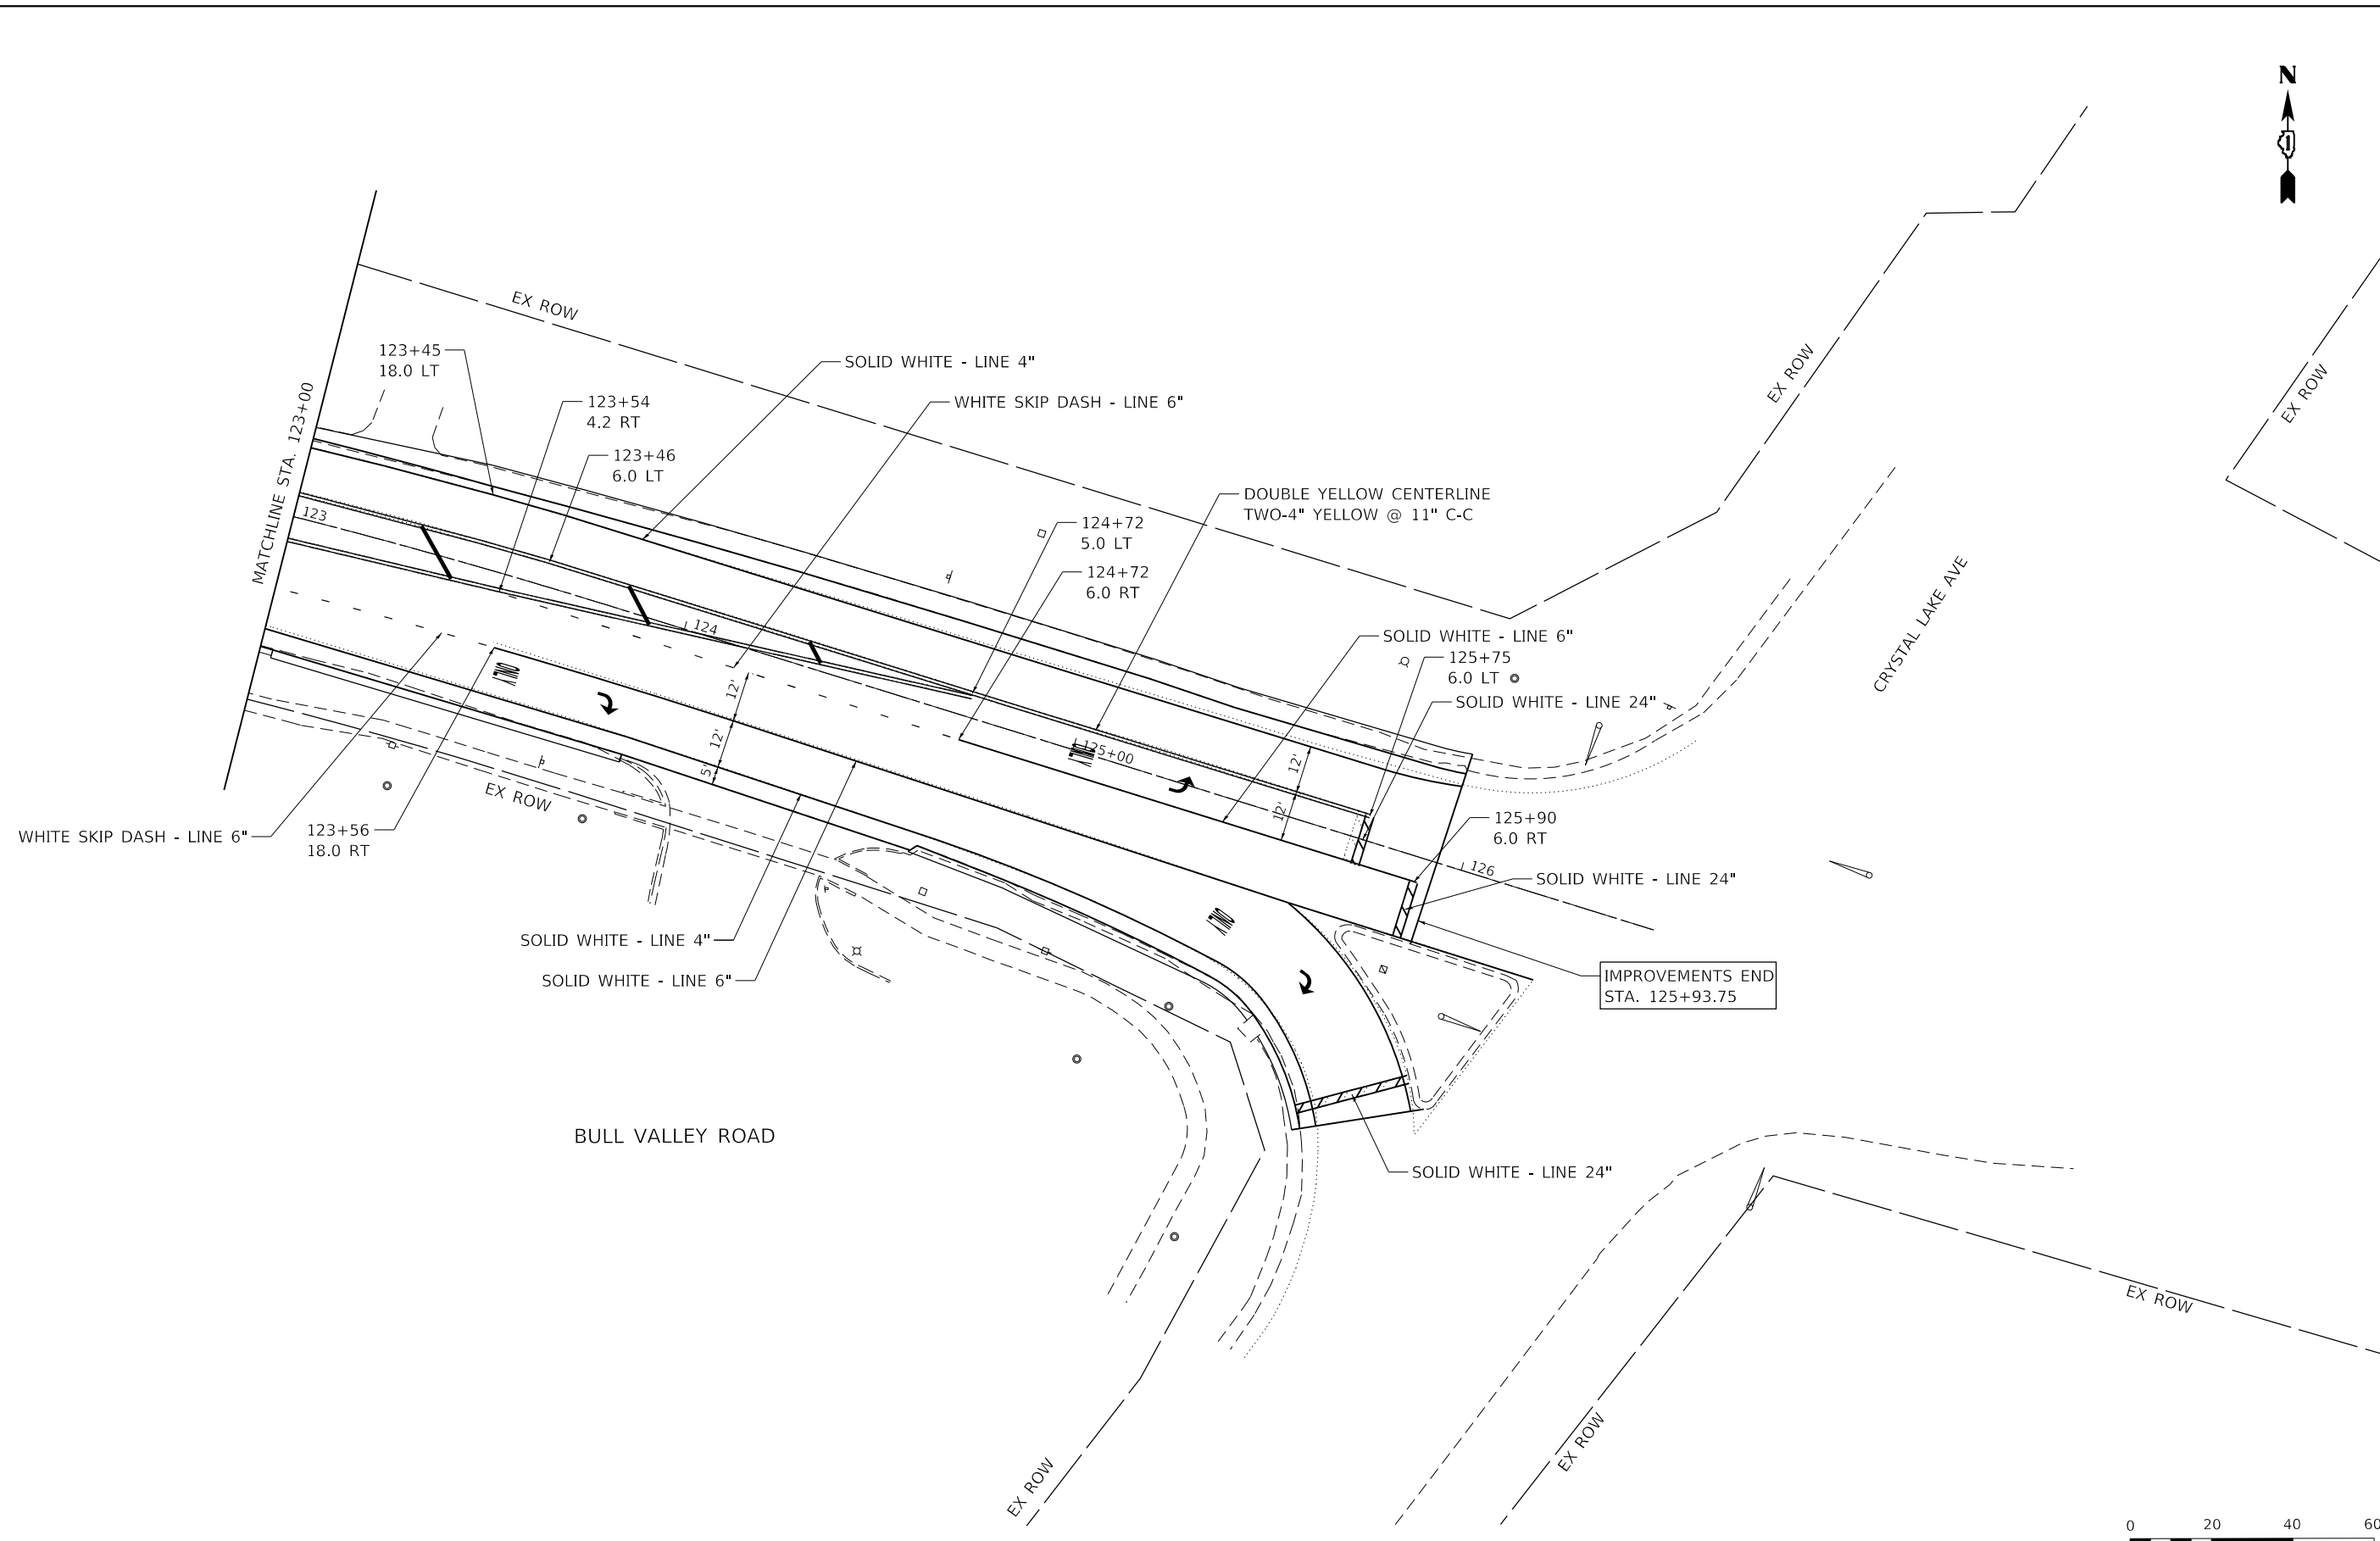 N
1
EX ROW
EX ROW
EX ROW
MATCHLINE STA. 123+00
123+45
18.0 LT
SOLID WHITE - LINE 4"
123+54
4.2 RT
WHITE SKIP DASH - LINE 6"
123+46
6.0 LT
DOUBLE YELLOW CENTERLINE
TWO-4" YELLOW @ 11" C-C
123
124+72
5.0 LT
124+72
6.0 RT
124
CRYSTAL LAKE AVE
SOLID WHITE - LINE 6"
125+75
6.0 LT
SOLID WHITE - LINE 24"
12'
12'
5'
125+00
12'
12'
EX ROW
WHITE SKIP DASH - LINE 6"
123+56
18.0 RT
125+90
6.0 RT
126
SOLID WHITE - LINE 24"
SOLID WHITE - LINE 4"
SOLID WHITE - LINE 6"
IMPROVEMENTS END
STA. 125+93.75
BULL VALLEY ROAD
SOLID WHITE - LINE 24"
EX ROW
EX ROW
EX ROW
0 20 40 60